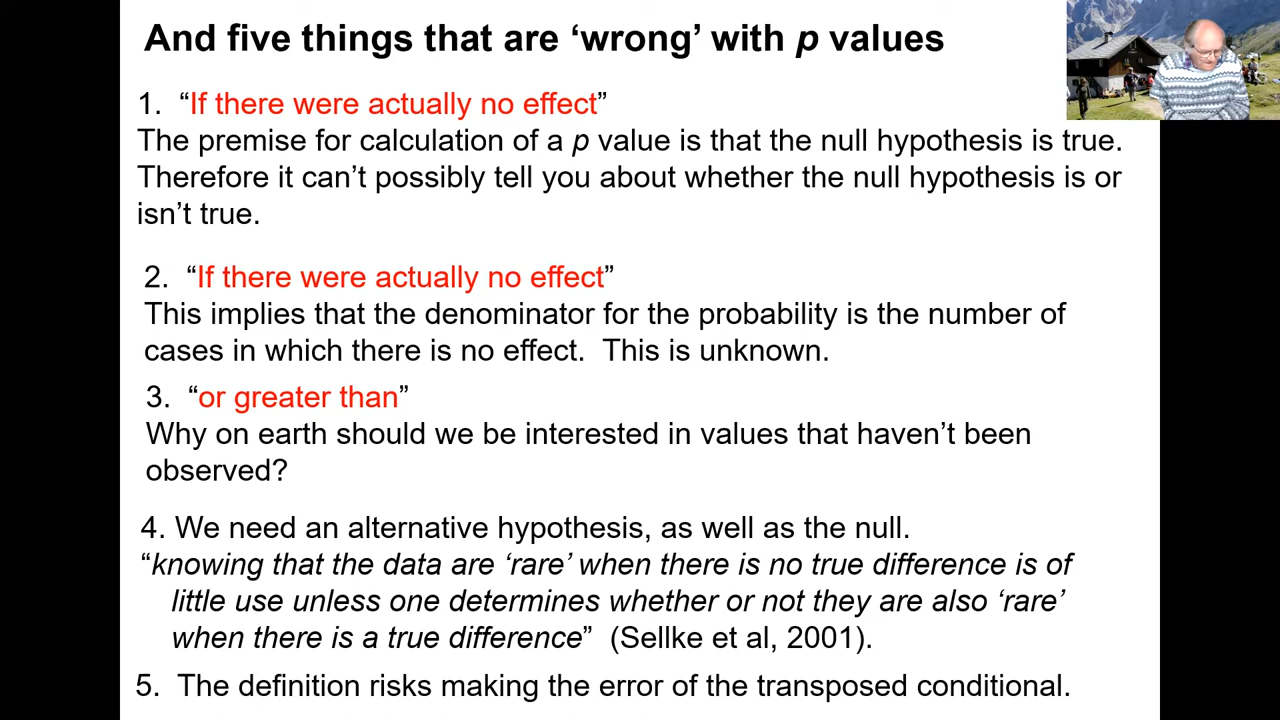 And five things that are ‘wrong’ with p values
1. “If there were actually no effect”
The premise for calculation of a p value is that the null hypothesis is true.
Therefore it can’t possibly tell you about whether the null hypothesis is or
isn’t true.
2. “If there were actually no effect”
This implies that the denominator for the probability is the number of
cases in which there is no effect. This is unknown.
3. “or greater than”
Why on earth should we be interested in values that haven’t been
observed?
4. We need an alternative hypothesis, as well as the null.
“knowing that the data are ‘rare’ when there is no true difference is of
little use unless one determines whether or not they are also ‘rare’
when there is a true difference” (Sellke et al, 2001).
5. The definition risks making the error of the transposed conditional.